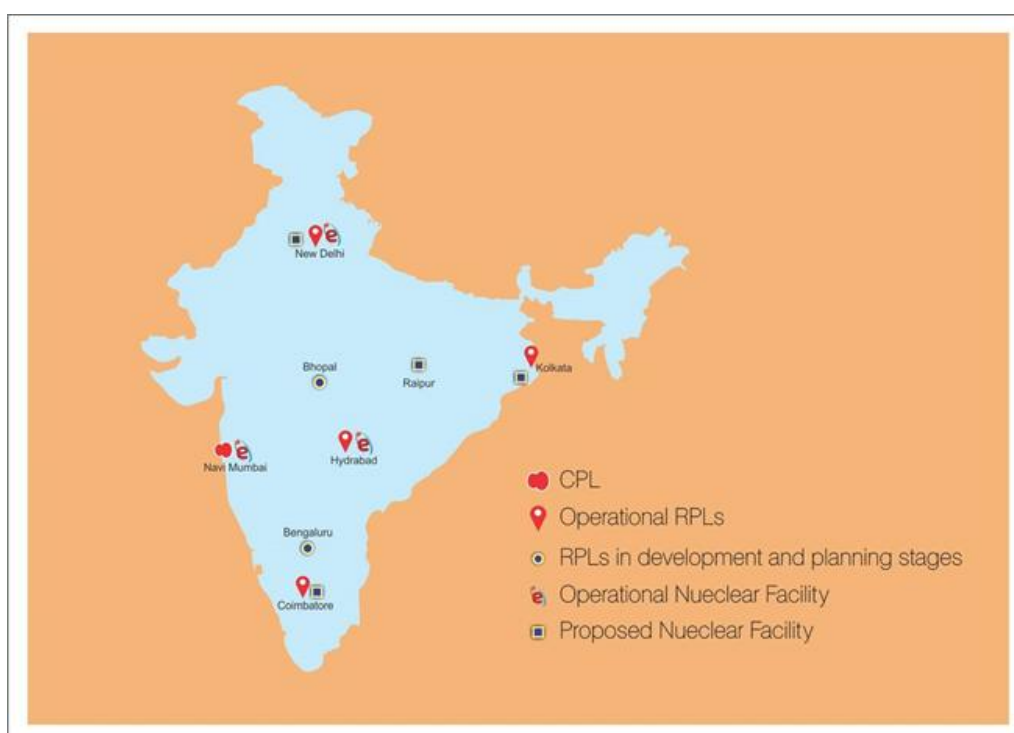 New Delhi
Bhopal
Raipur
Kolkata
Navi Mumbai
Hydrabad
Bengaluru
Coimbatore
CPL
Operational RPLs
RPLs in development and planning stages
Operational Nueclear Facility
Proposed Nueclear Facility